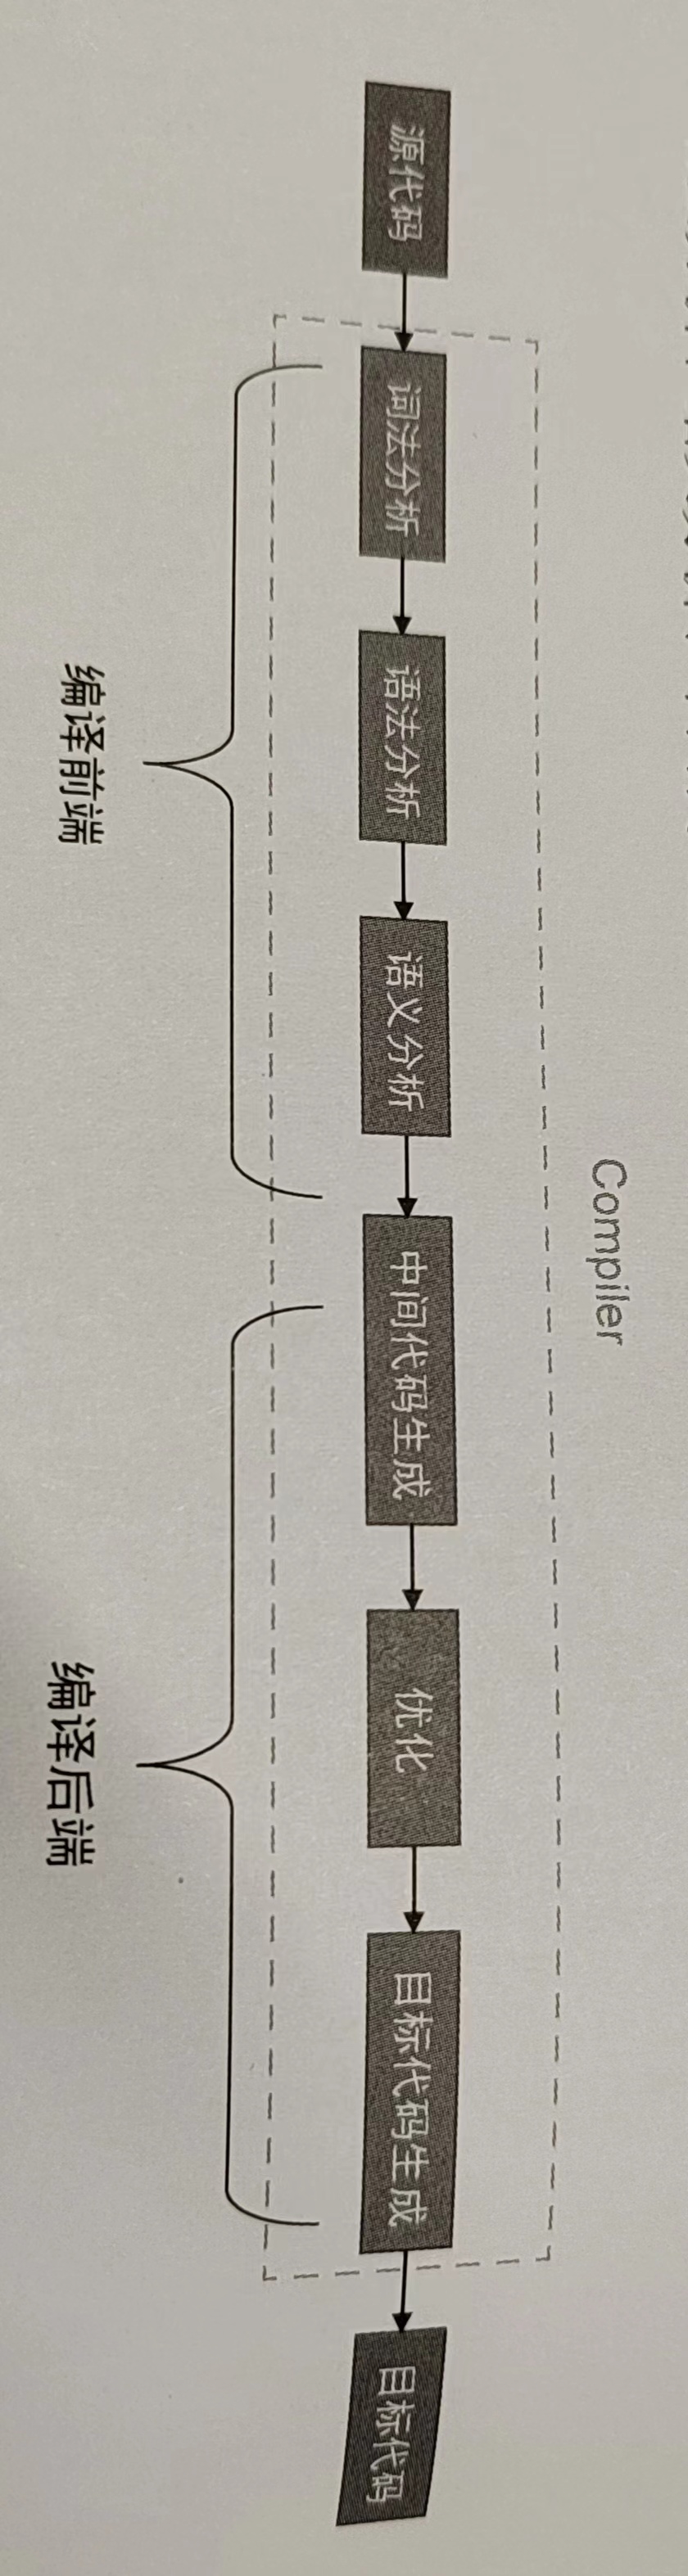 Compiler
源代码
词法分析
语法分析
语义分析
中间代码生成
优化
目标代码生成
目标代码
编译前端
编译后端